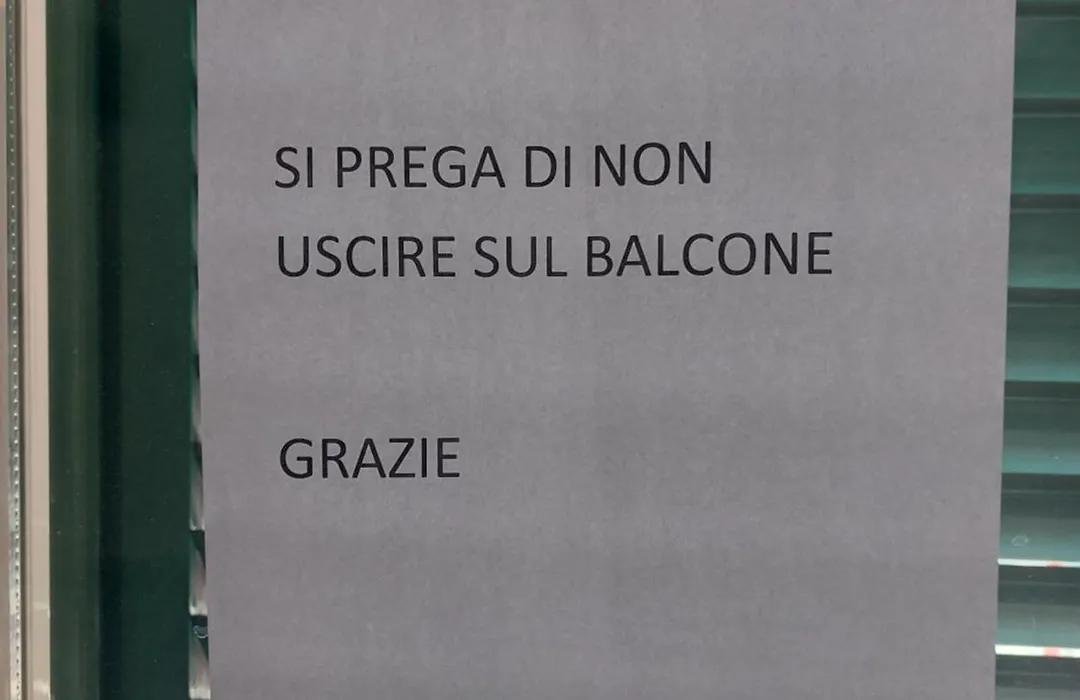 SI PREGA DI NON
USCIRE SUL BALCONE
GRAZIE